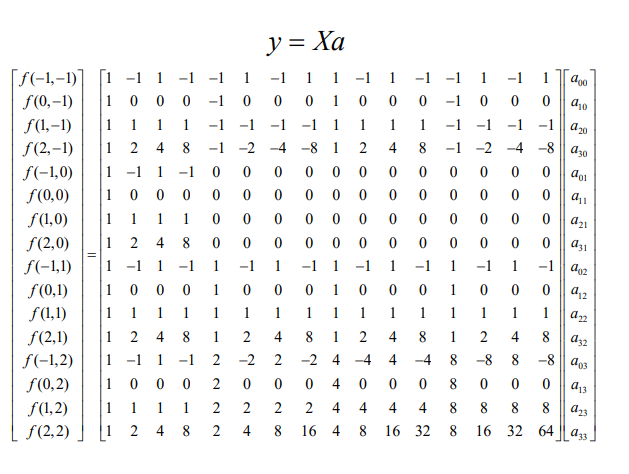 y = Xa
f(−1,−1) 1 −1 1 −1 −1 1 −1 1 1 −1 1 −1 −1 1 −1 1 a₀₀
f(0,−1) 1 0 0 0 −1 0 0 0 1 0 0 0 −1 0 0 0 a₁₀
f(1,−1) 1 1 1 1 −1 −1 −1 −1 1 1 1 1 −1 −1 −1 −1 a₂₀
f(2,−1) 1 2 4 8 −1 −2 −4 −8 1 2 4 8 −1 −2 −4 −8 a₃₀
f(−1,0) 1 −1 1 −1 0 0 0 0 0 0 0 0 0 0 0 0 a₀₁
f(0,0) 1 0 0 0 0 0 0 0 0 0 0 0 0 0 0 0 a₁₁
f(1,0) 1 1 1 1 0 0 0 0 0 0 0 0 0 0 0 0 a₂₁
f(2,0) 1 2 4 8 0 0 0 0 0 0 0 0 0 0 0 0 a₃₁
f(−1,1) = 1 −1 1 −1 1 −1 1 −1 1 −1 1 −1 1 −1 1 −1 a₀₂
f(0,1) 1 0 0 0 1 0 0 0 1 0 0 0 1 0 0 0 a₁₂
f(1,1) 1 1 1 1 1 1 1 1 1 1 1 1 1 1 1 1 a₂₂
f(2,1) 1 2 4 8 1 2 4 8 1 2 4 8 1 2 4 8 a₃₂
f(−1,2) 1 −1 1 −1 2 −2 2 −2 4 −4 4 −4 8 −8 8 −8 a₀₃
f(0,2) 1 0 0 0 2 0 0 0 4 0 0 0 8 0 0 0 a₁₃
f(1,2) 1 1 1 1 2 2 2 2 4 4 4 4 8 8 8 8 a₂₃
f(2,2) 1 2 4 8 2 4 8 16 4 8 16 32 8 16 32 64 a₃₃